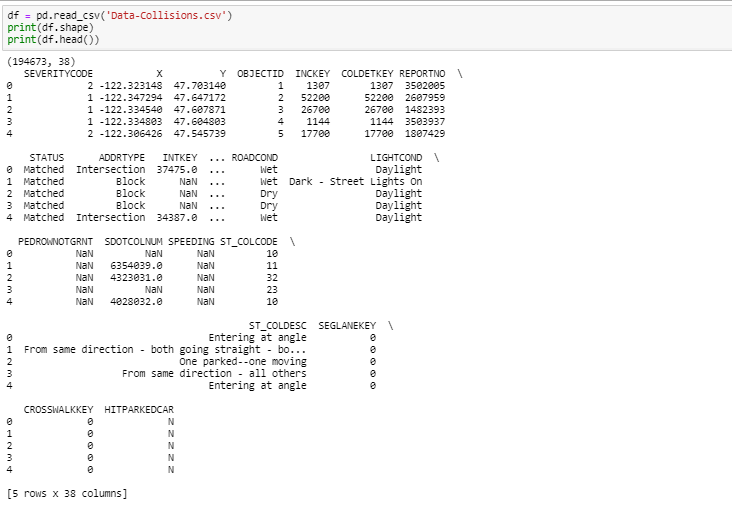 df = pd.read_csv('Data-Collisions.csv')
print(df.shape)
print(df.head())
(194673, 38)
   SEVERITYCODE           X          Y  OBJECTID  INCKEY  COLDETKEY REPORTNO  \
0             2 -122.323148  47.703140         1    1307       1307  3502005
1             1 -122.347294  47.647172         2   52200      52200  2607959
2             1 -122.334540  47.607871         3   26700      26700  1482393
3             1 -122.334803  47.604803         4    1144       1144  3503937
4             2 -122.306426  47.545739         5   17700      17700  1807429
    STATUS      ADDRTYPE   INTKEY  ... ROADCOND                LIGHTCOND  \
0  Matched  Intersection  37475.0  ...      Wet                 Daylight
1  Matched         Block      NaN  ...      Wet  Dark - Street Lights On
2  Matched         Block      NaN  ...      Dry                 Daylight
3  Matched         Block      NaN  ...      Dry                 Daylight
4  Matched  Intersection  34387.0  ...      Wet                 Daylight
  PEDROWNOTGRNT  SDOTCOLNUM SPEEDING ST_COLCODE  \
0           NaN         NaN      NaN         10
1           NaN   6354039.0      NaN         11
2           NaN   4323031.0      NaN         32
3           NaN         NaN      NaN         23
4           NaN   4028032.0      NaN         10
                                          ST_COLDESC  SEGLANEKEY  \
0                                  Entering at angle           0
1  From same direction - both going straight - bo...           0
2                             One parked--one moving           0
3                    From same direction - all others           0
4                                  Entering at angle           0
   CROSSWALKKEY  HITPARKEDCAR
0             0             N
1             0             N
2             0             N
3             0             N
4             0             N
[5 rows x 38 columns]